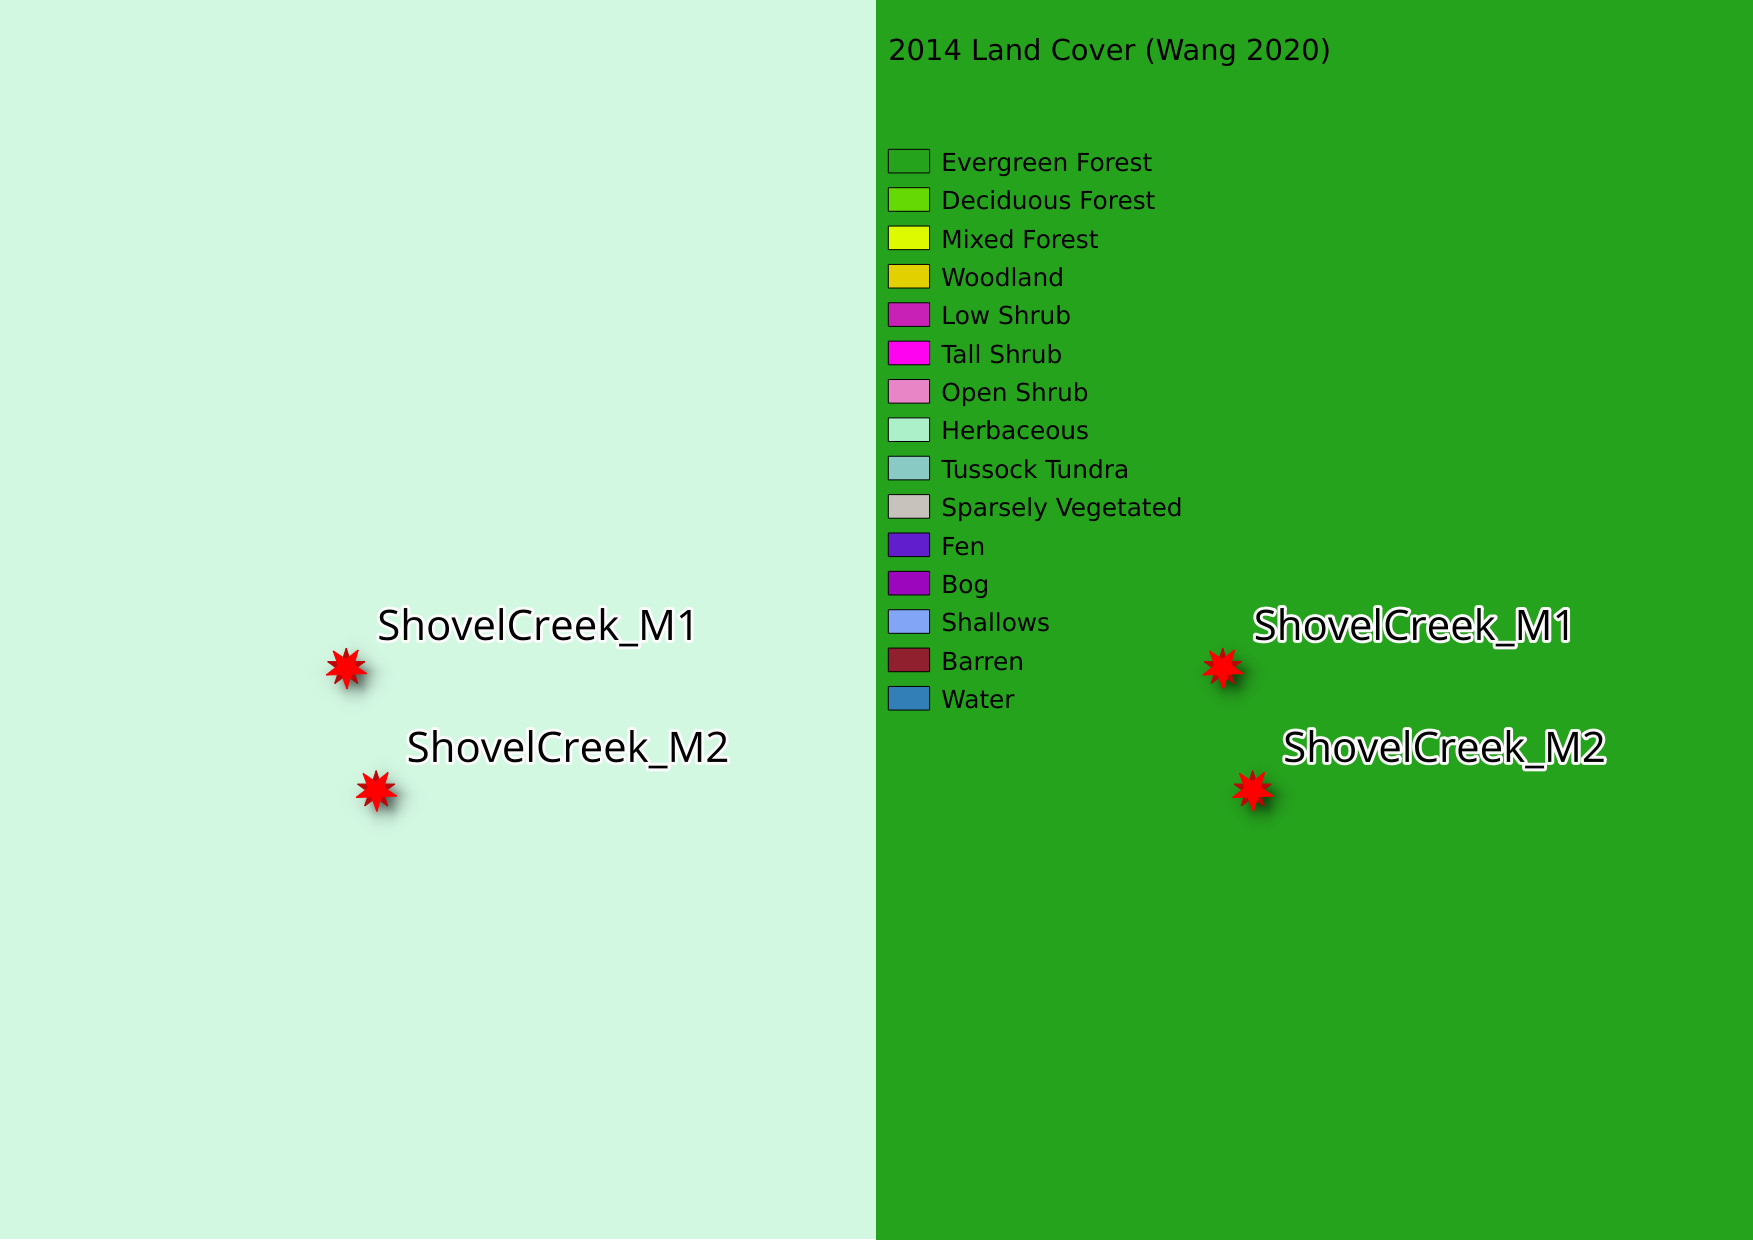 2014 Land Cover (Wang 2020)
Evergreen Forest
Deciduous Forest
Mixed Forest
Woodland
Low Shrub
Tall Shrub
Open Shrub
Herbaceous
Tussock Tundra
Sparsely Vegetated
Fen
Bog
Shallows
Barren
Water
ShovelCreek_M1
ShovelCreek_M2
ShovelCreek_M1
ShovelCreek_M2